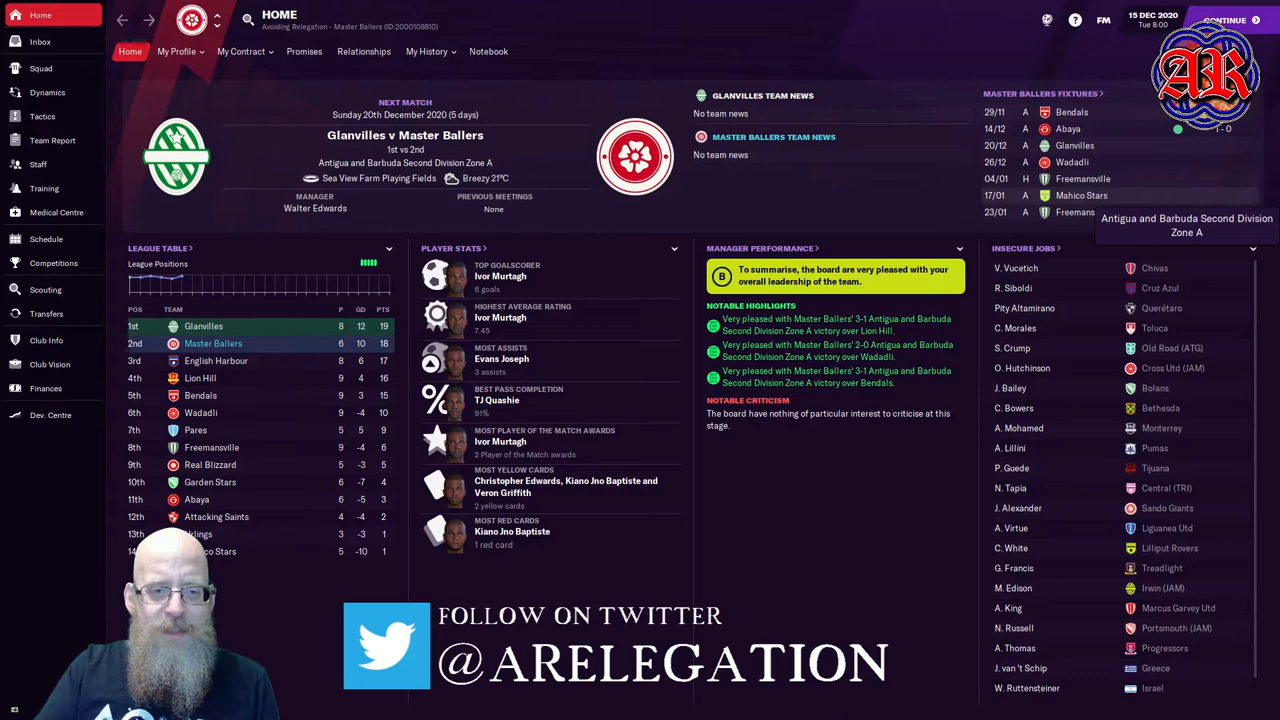 Home
Inbox
Squad
Dynamics
Tactics
Team Report
Staff
Training
Medical Centre
Schedule
Competitions
Scouting
Transfers
Club Info
Club Vision
Finances
Dev. Centre
HOME
Avoiding Relegation - Master Ballers (ID:2000108810)
?
FM
15 DEC 2020
Tue 8:00
CONTINUE
AR
Home
My Profile
My Contract
Promises
Relationships
My History
Notebook
NEXT MATCH
Sunday 20th December 2020 (5 days)
Glanvilles v Master Ballers
1st vs 2nd
Antigua and Barbuda Second Division Zone A
Sea View Farm Playing Fields
Breezy 21°C
MANAGER
Walter Edwards
PREVIOUS MEETINGS
None
GLANVILLES TEAM NEWS
No team news
MASTER BALLERS TEAM NEWS
No team news
MASTER BALLERS FIXTURES
29/11 A Bendals
14/12 A Abaya 1 - 0
20/12 A Glanvilles
26/12 A Wadadli
04/01 H Freemansville
17/01 A Mahico Stars
23/01 A Freemans
Antigua and Barbuda Second Division
Zone A
LEAGUE TABLE
League Positions
POS TEAM P GD PTS
1st Glanvilles 8 12 19
2nd Master Ballers 6 10 18
3rd English Harbour 8 6 17
4th Lion Hill 9 4 16
5th Bendals 9 3 15
6th Wadadli 9 -4 10
7th Pares 5 5 9
8th Freemansville 9 -4 6
9th Real Blizzard 5 -3 5
10th Garden Stars 6 -7 4
11th Abaya 6 -5 3
12th Attacking Saints 4 -4 2
13th 3 -3 1
Stars 5 -10 1
PLAYER STATS
TOP GOALSCORER
Ivor Murtagh
6 goals
HIGHEST AVERAGE RATING
Ivor Murtagh
7.45
MOST ASSISTS
Evans Joseph
3 assists
BEST PASS COMPLETION
TJ Quashie
91%
MOST PLAYER OF THE MATCH AWARDS
Ivor Murtagh
2 Player of the Match awards
MOST YELLOW CARDS
Christopher Edwards, Kiano Jno Baptiste and
Veron Griffith
2 yellow cards
MOST RED CARDS
Kiano Jno Baptiste
1 red card
MANAGER PERFORMANCE
B
To summarise, the board are very pleased with your
overall leadership of the team.
NOTABLE HIGHLIGHTS
Very pleased with Master Ballers' 3-1 Antigua and Barbuda
Second Division Zone A victory over Lion Hill.
Very pleased with Master Ballers' 2-0 Antigua and Barbuda
Second Division Zone A victory over Wadadli.
Very pleased with Master Ballers' 3-1 Antigua and Barbuda
Second Division Zone A victory over Bendals.
NOTABLE CRITICISM
The board have nothing of particular interest to criticise at this
stage.
INSECURE JOBS
V. Vucetich Chivas
R. Siboldi Cruz Azul
Pity Altamirano Querétaro
C. Morales Toluca
S. Crump Old Road (ATG)
O. Hutchinson Cross Utd (JAM)
J. Bailey Bolans
C. Bowers Bethesda
A. Mohamed Monterrey
A. Lillini Pumas
P. Guede Tijuana
N. Tapia Central (TRI)
J. Alexander Sando Giants
A. Virtue Liguanea Utd
C. White Lilliput Rovers
G. Francis Treadlight
M. Edison Irwin (JAM)
A. King Marcus Garvey Utd
N. Russell Portsmouth (JAM)
A. Thomas Progressors
J. van 't Schip Greece
W. Ruttensteiner Israel
FOLLOW ON TWITTER
@ARELEGATION